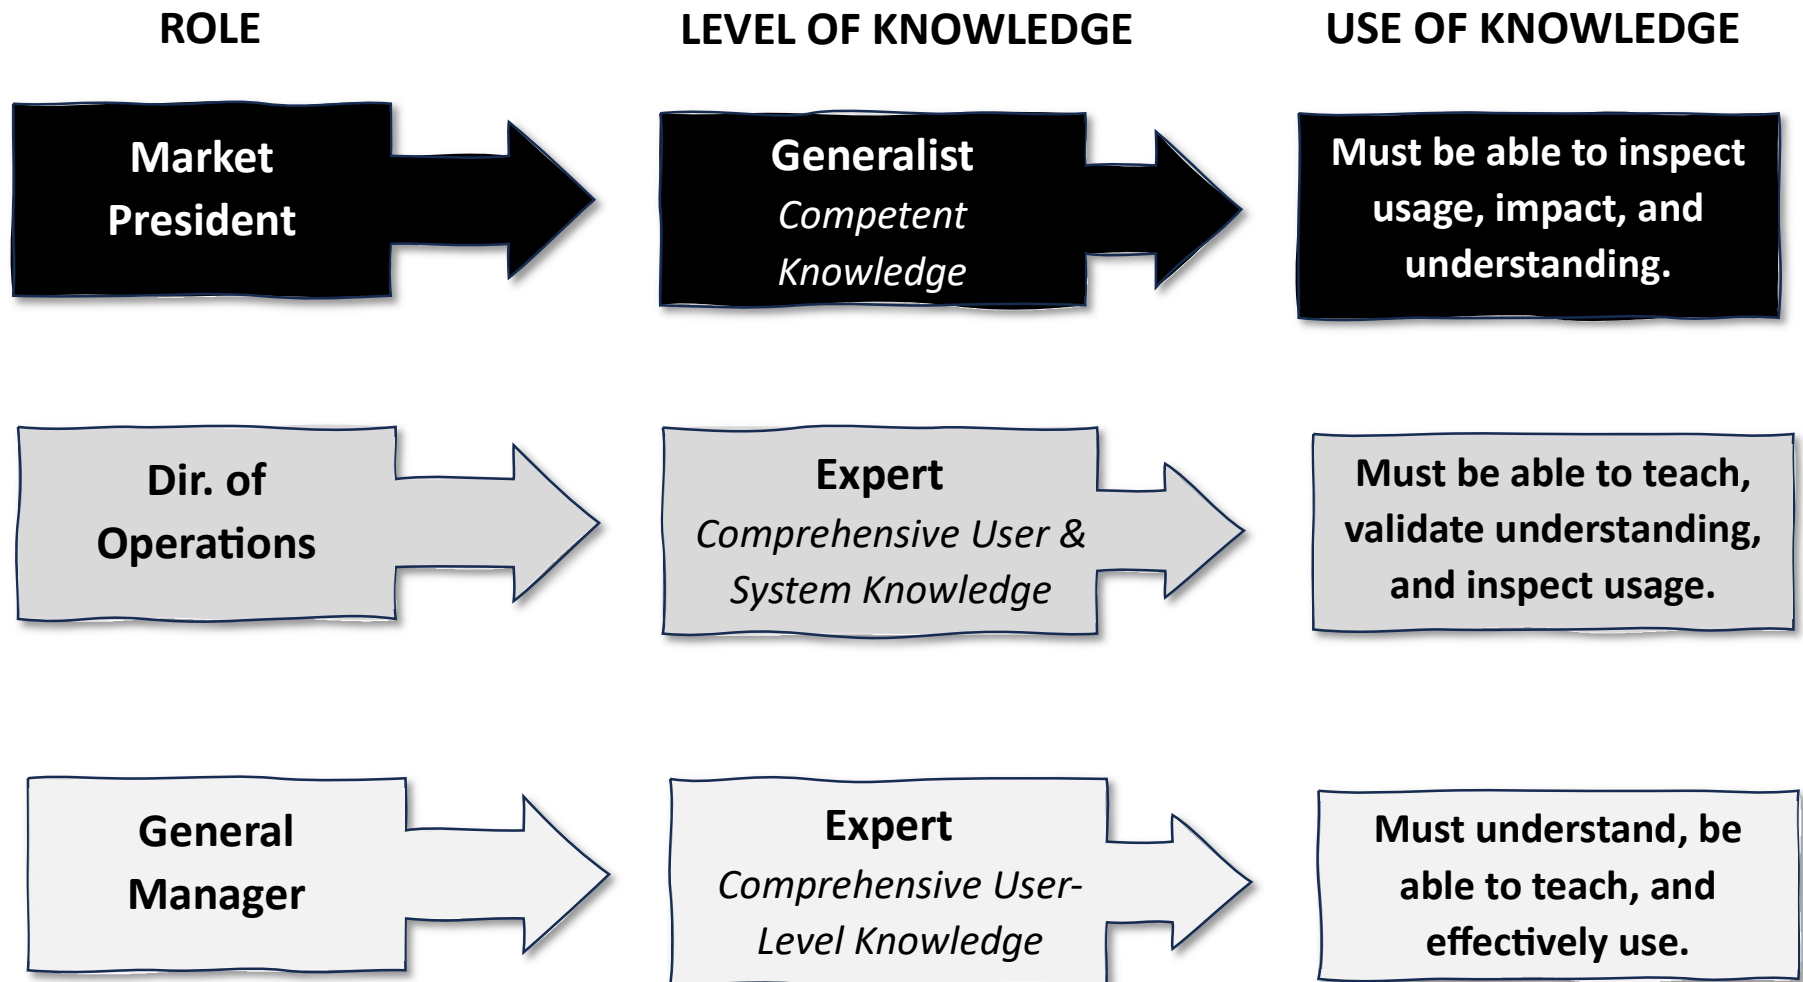 ROLE
LEVEL OF KNOWLEDGE
USE OF KNOWLEDGE
Market
President
Generalist
Competent
Knowledge
Must be able to inspect
usage, impact, and
understanding.
Dir. of
Operations
Expert
Comprehensive User &
System Knowledge
Must be able to teach,
validate understanding,
and inspect usage.
General
Manager
Expert
Comprehensive User-
Level Knowledge
Must understand, be
able to teach, and
effectively use.